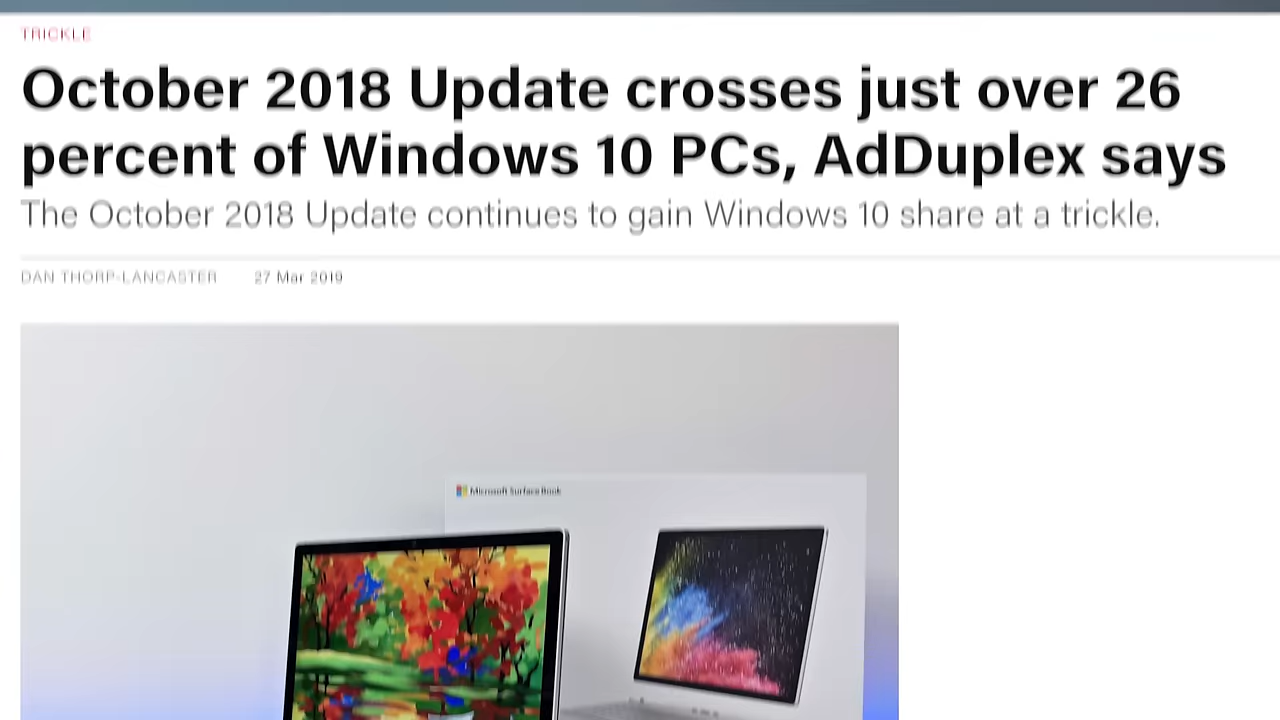 TRICKLE
October 2018 Update crosses just over 26
percent of Windows 10 PCs, AdDuplex says
The October 2018 Update continues to gain Windows 10 share at a trickle.
DAN THORP-LANCASTER 27 Mar 2019
Microsoft Surface Book